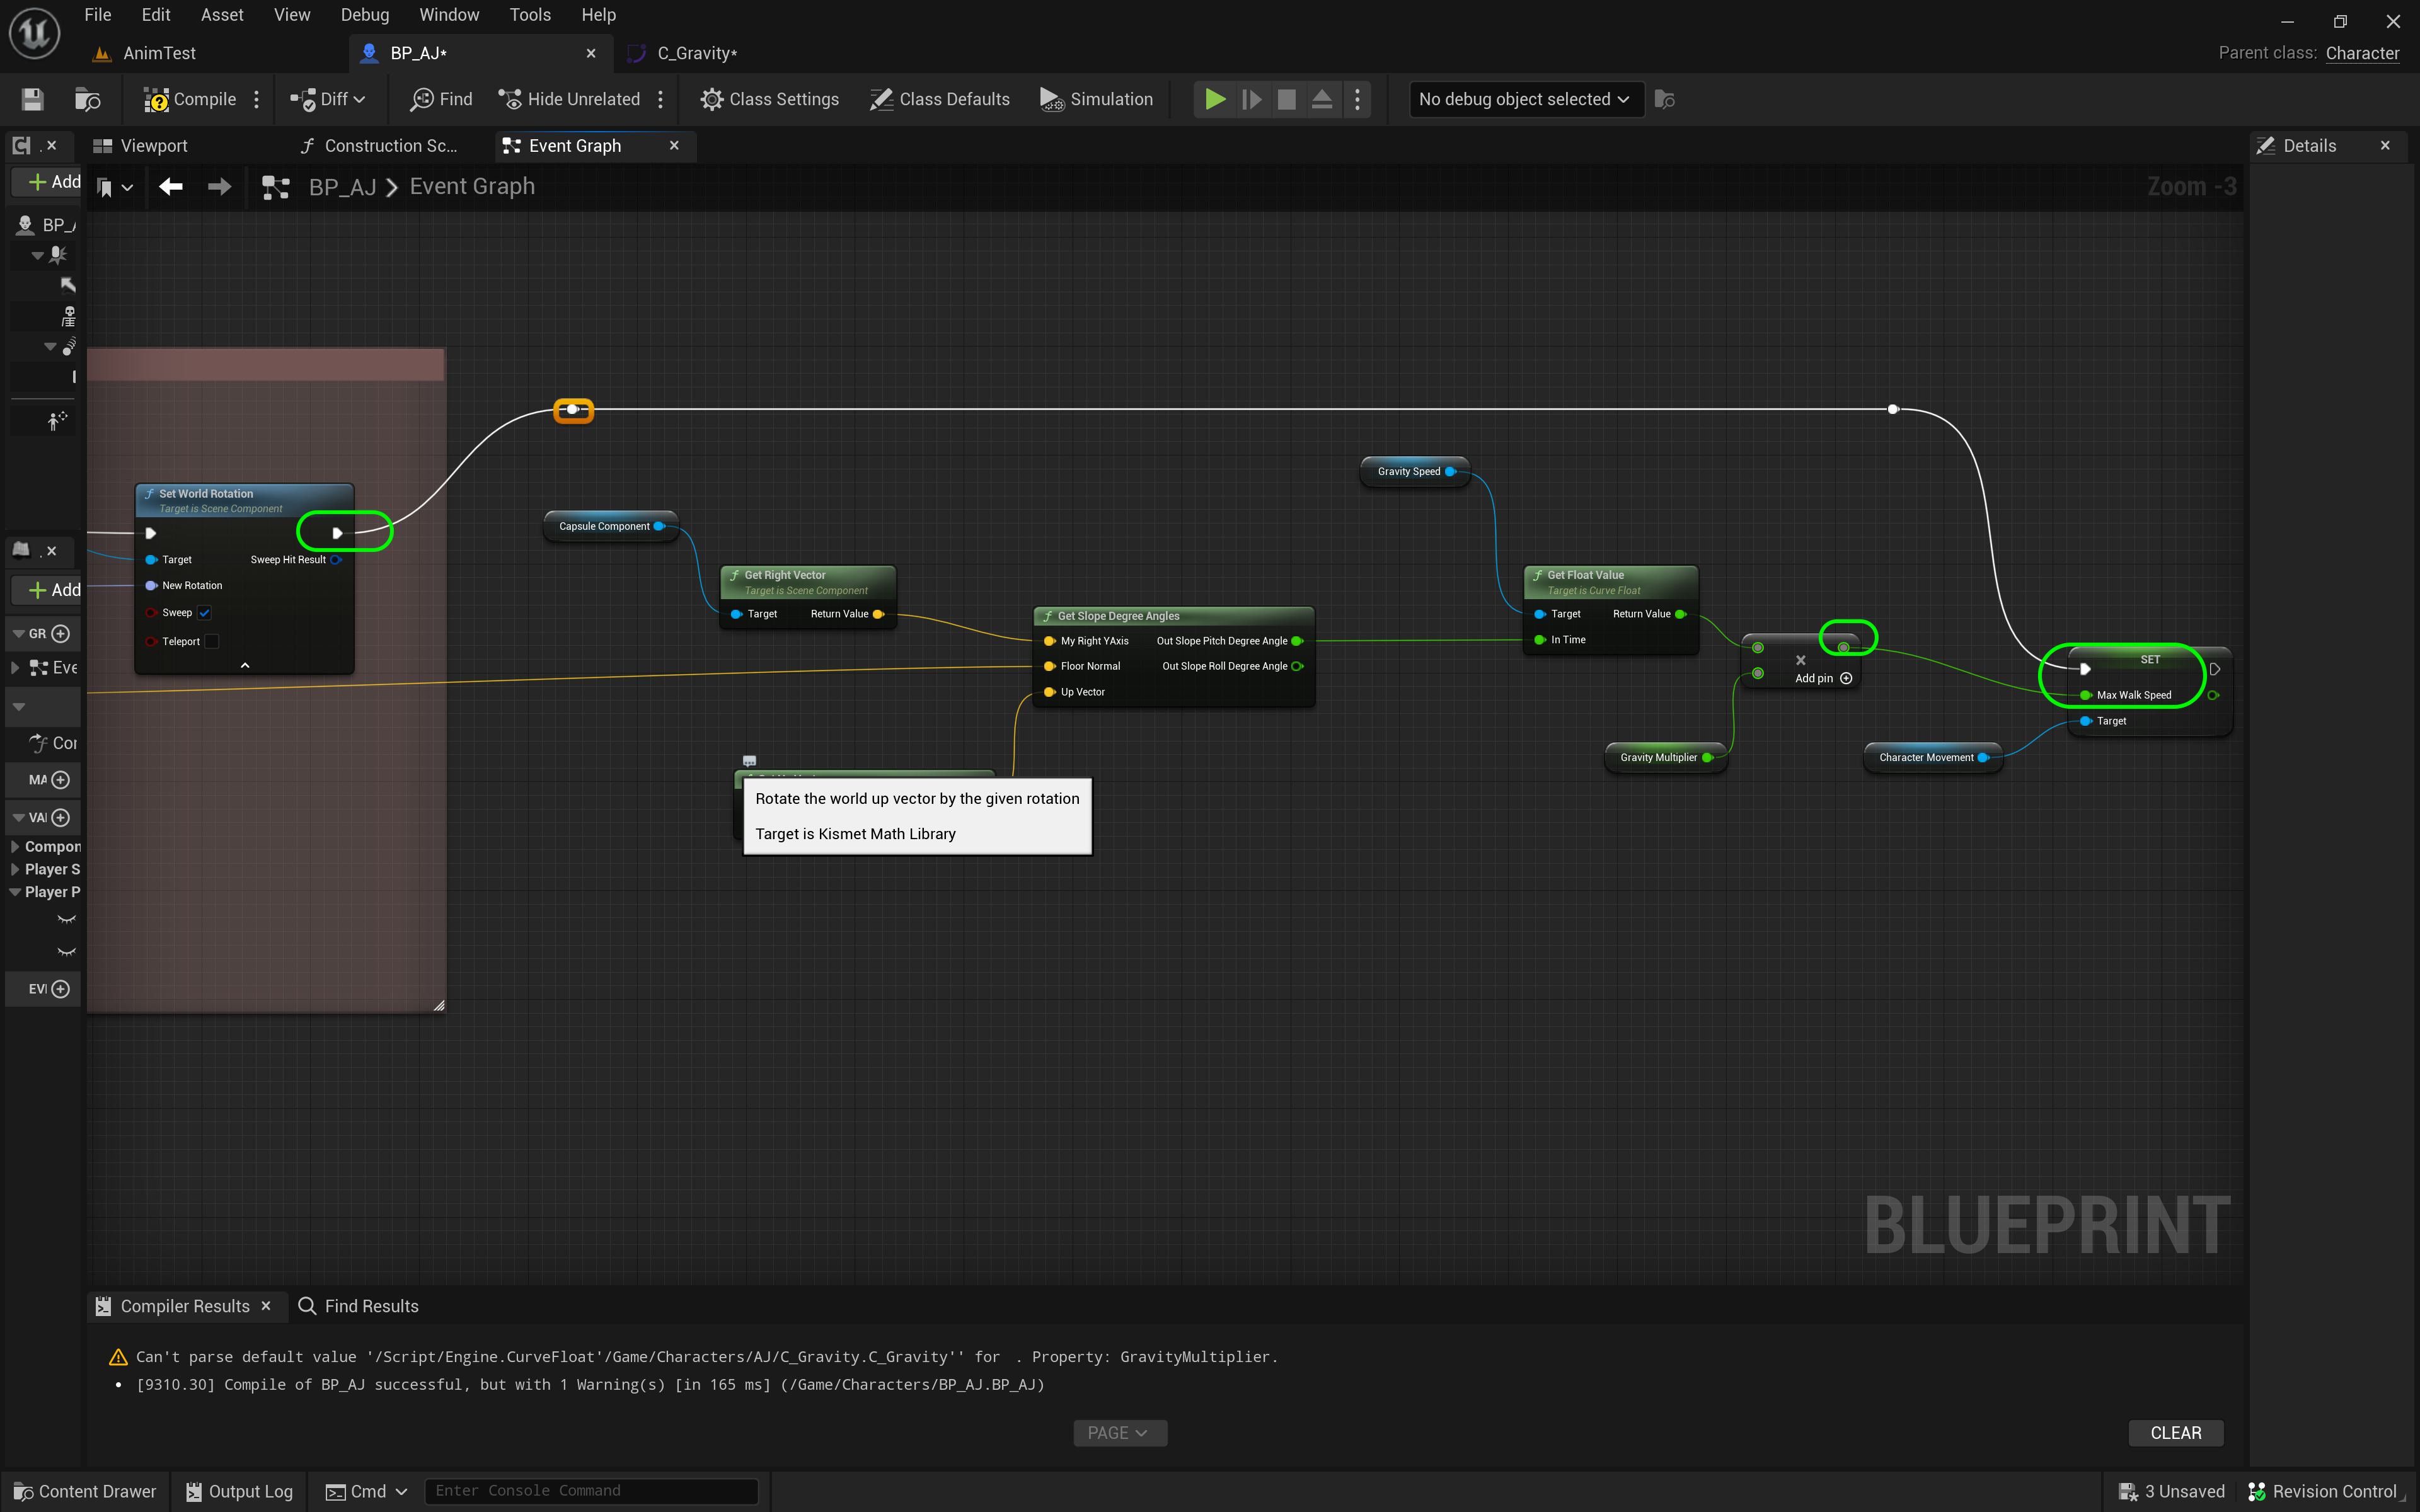 File Edit Asset View Debug Window Tools Help
AnimTest BP_AJ* C_Gravity* Parent class: Character
Compile Diff Find Hide Unrelated Class Settings Class Defaults Simulation No debug object selected
Viewport Construction Sc... Event Graph Details
Add BP_AJ > Event Graph Zoom -3
BP_A
Gravity Speed
Set World Rotation
Target is Scene Component
Capsule Component
Target Sweep Hit Result
New Rotation
Sweep
Teleport
Get Right Vector
Target is Scene Component
Target Return Value
Get Slope Degree Angles
My Right YAxis Out Slope Pitch Degree Angle
Floor Normal Out Slope Roll Degree Angle
Up Vector
Get Float Value
Target is Curve Float
Target Return Value
In Time
Add pin
SET
Max Walk Speed
Target
Gravity Multiplier
Character Movement
Rotate the world up vector by the given rotation
Target is Kismet Math Library
Add
GR
Eve
Cor
MA
VAI
Compon
Player S
Player P
EVI
BLUEPRINT
Compiler Results Find Results
Can't parse default value '/Script/Engine.CurveFloat'/Game/Characters/AJ/C_Gravity.C_Gravity'' for . Property: GravityMultiplier.
• [9310.30] Compile of BP_AJ successful, but with 1 Warning(s) [in 165 ms] (/Game/Characters/BP_AJ.BP_AJ)
PAGE CLEAR
Content Drawer Output Log Cmd Enter Console Command 3 Unsaved Revision Control